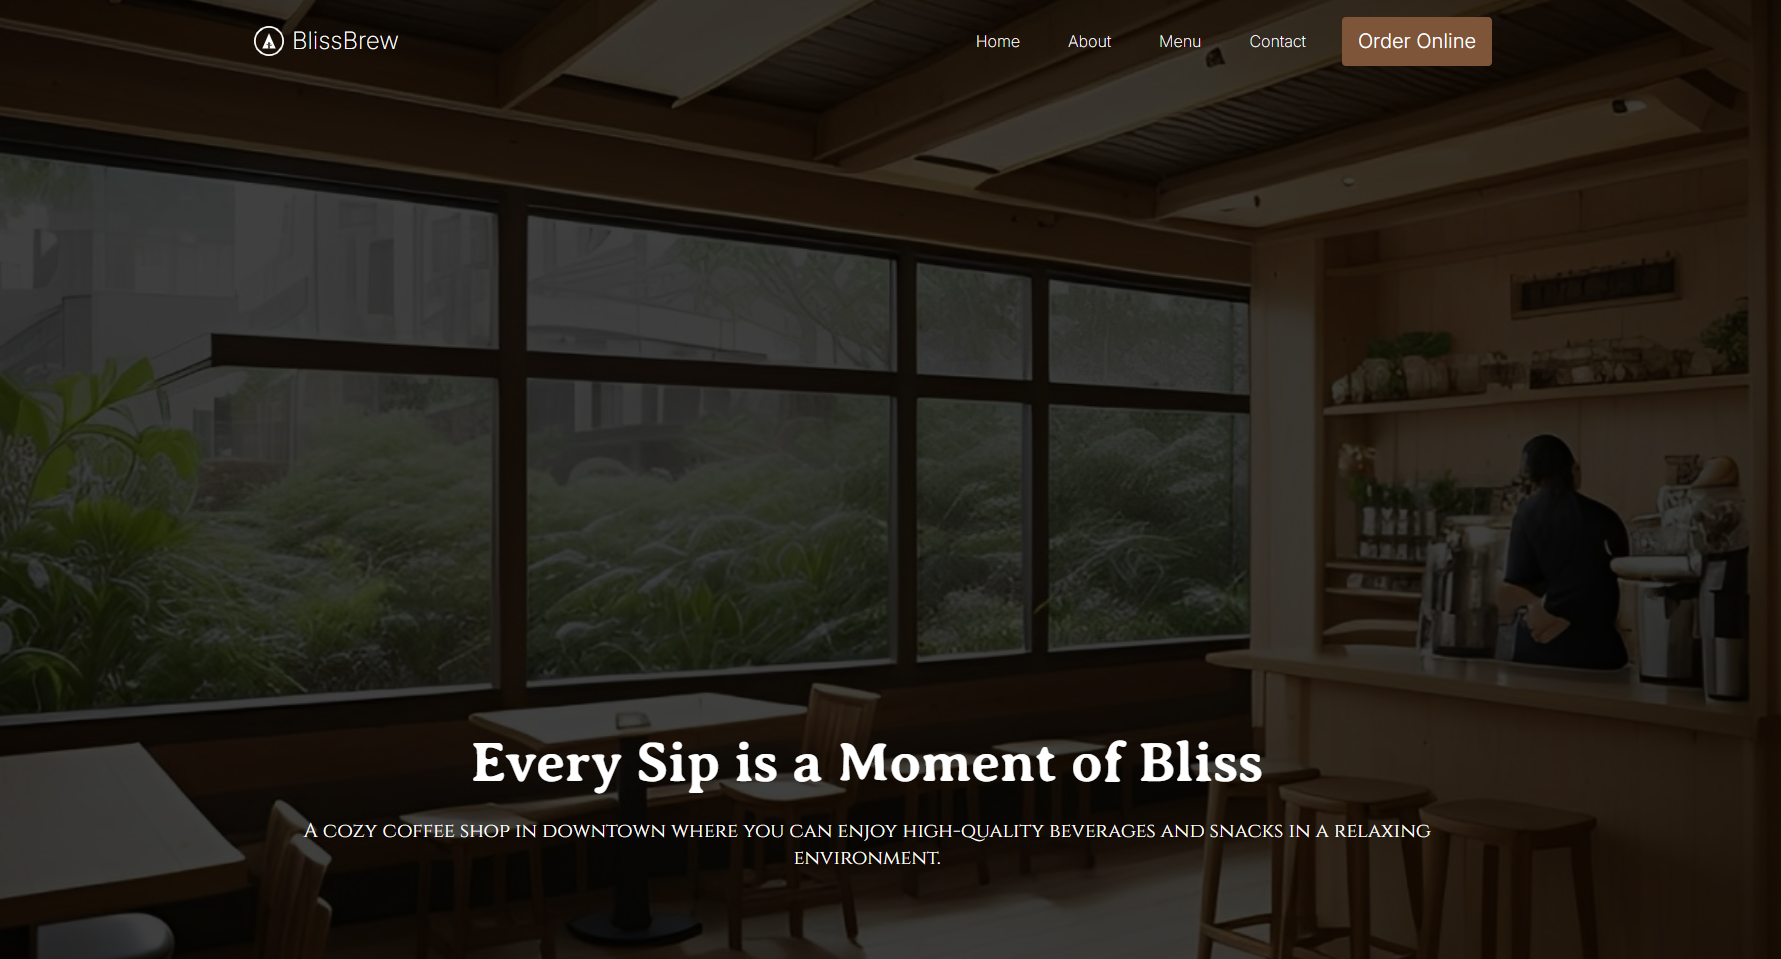 BlissBrew
Home About Menu Contact Order Online
Every Sip is a Moment of Bliss
A cozy coffee shop in downtown where you can enjoy high-quality beverages and snacks in a relaxing
environment.